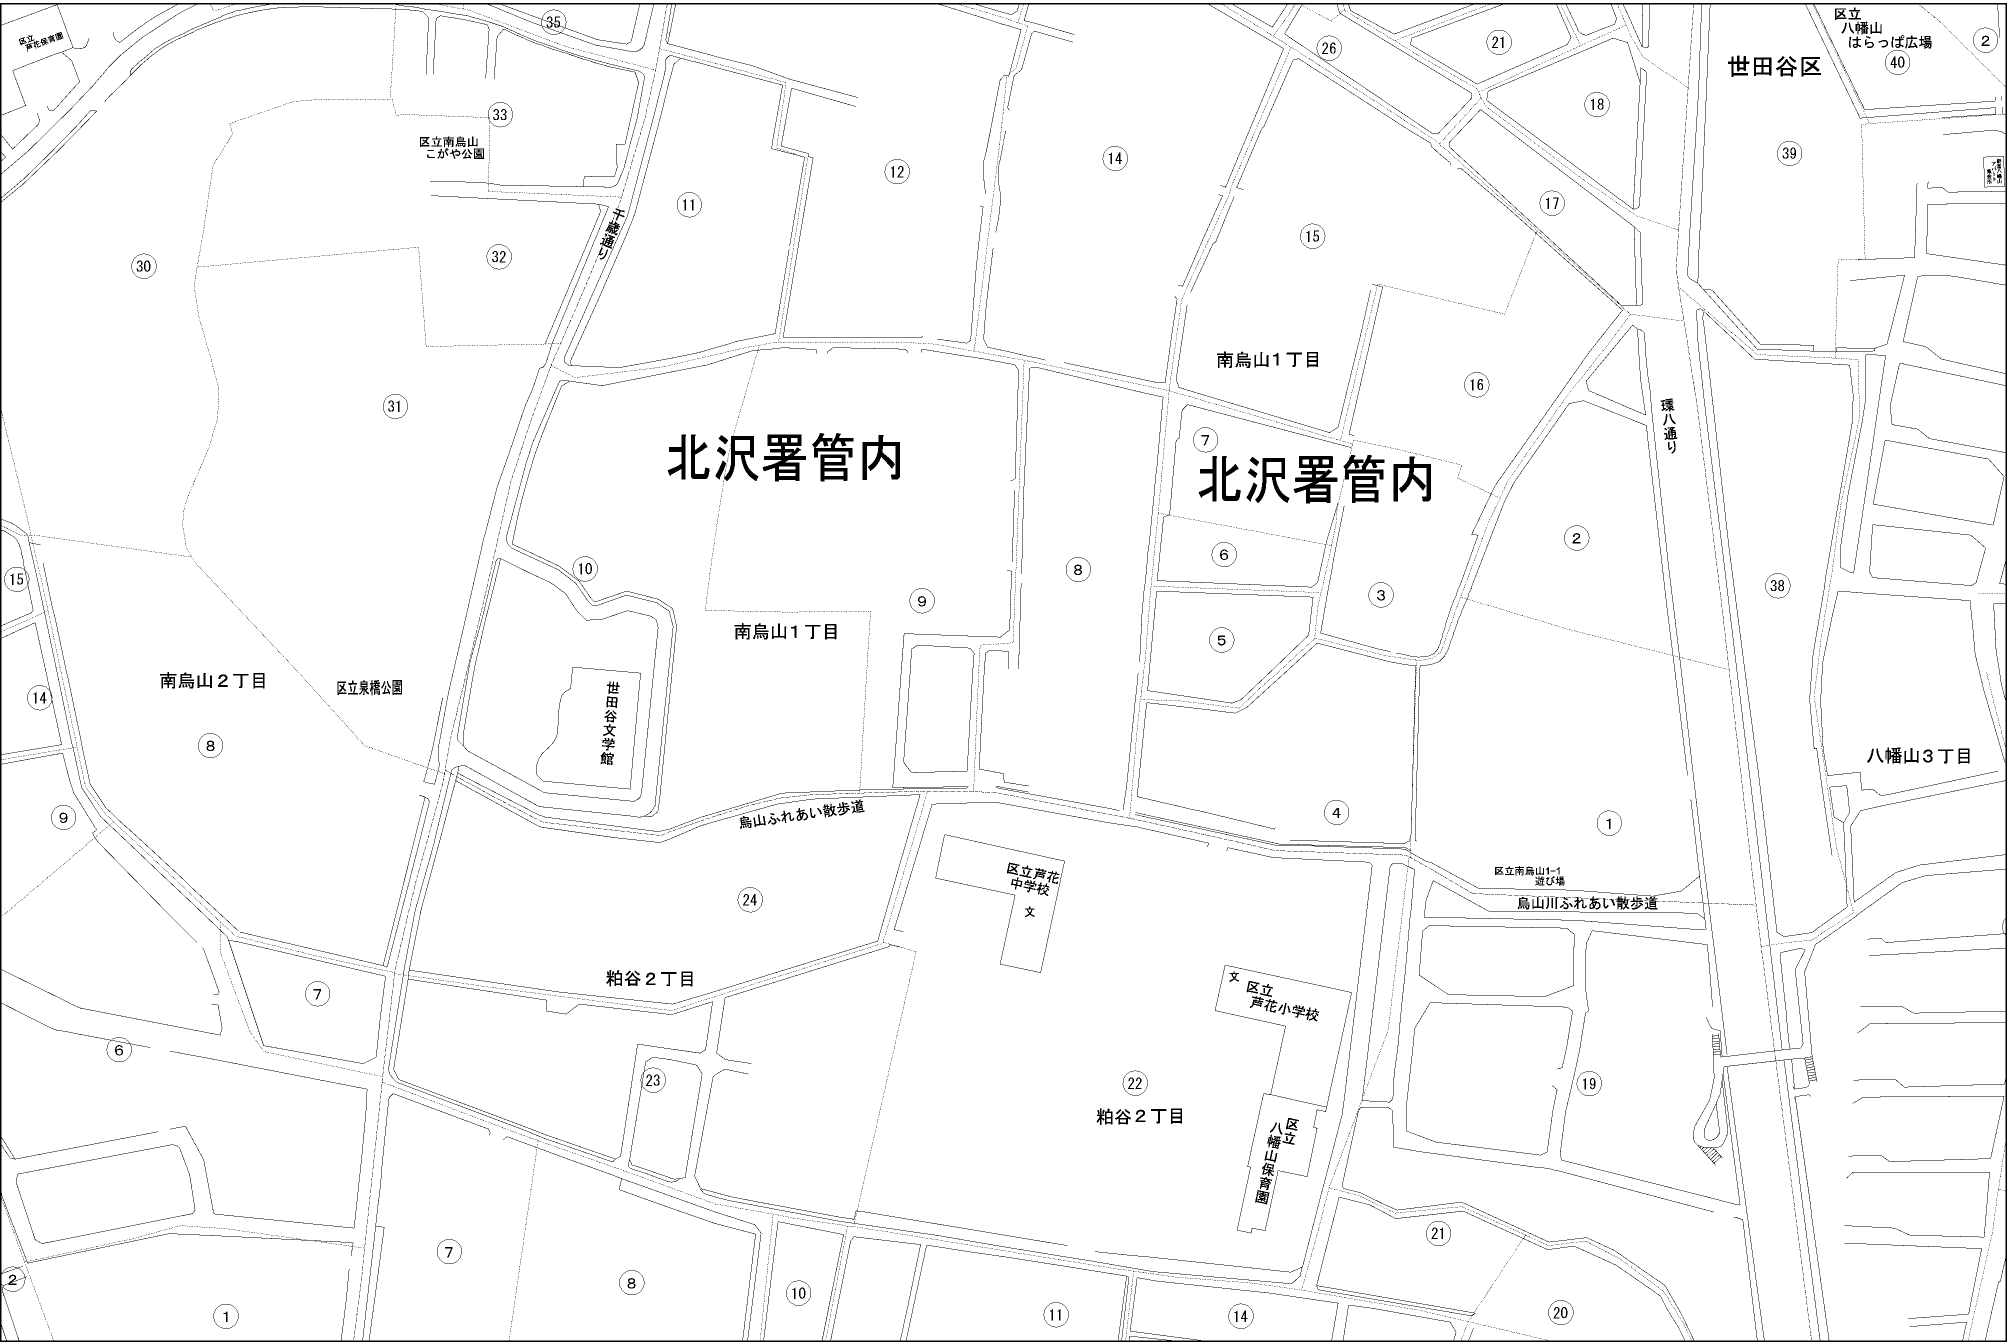 区立
芦花保育園
35
26
21
区立
八幡山
はらっぱ広場
40
2
世田谷区
18
33
区立南烏山
こがや公園
12
14
39
11
17
千歳通り
15
30
32
南烏山1丁目
16
31
環八通り
北沢署管内
7
北沢署管内
2
6
10
15
8
3
38
9
5
南烏山1丁目
南烏山2丁目
区立泉橋公園
14
世田谷文学館
8
八幡山3丁目
9
烏山ふれあい散歩道
4
1
区立芦花
中学校
文
区立南烏山1-1
遊び場
24
烏山川ふれあい散歩道
粕谷2丁目
文
区立
芦花小学校
7
6
23
22
19
粕谷2丁目
区立
八幡山保育園
21
7
2
8
10
1
11
14
20